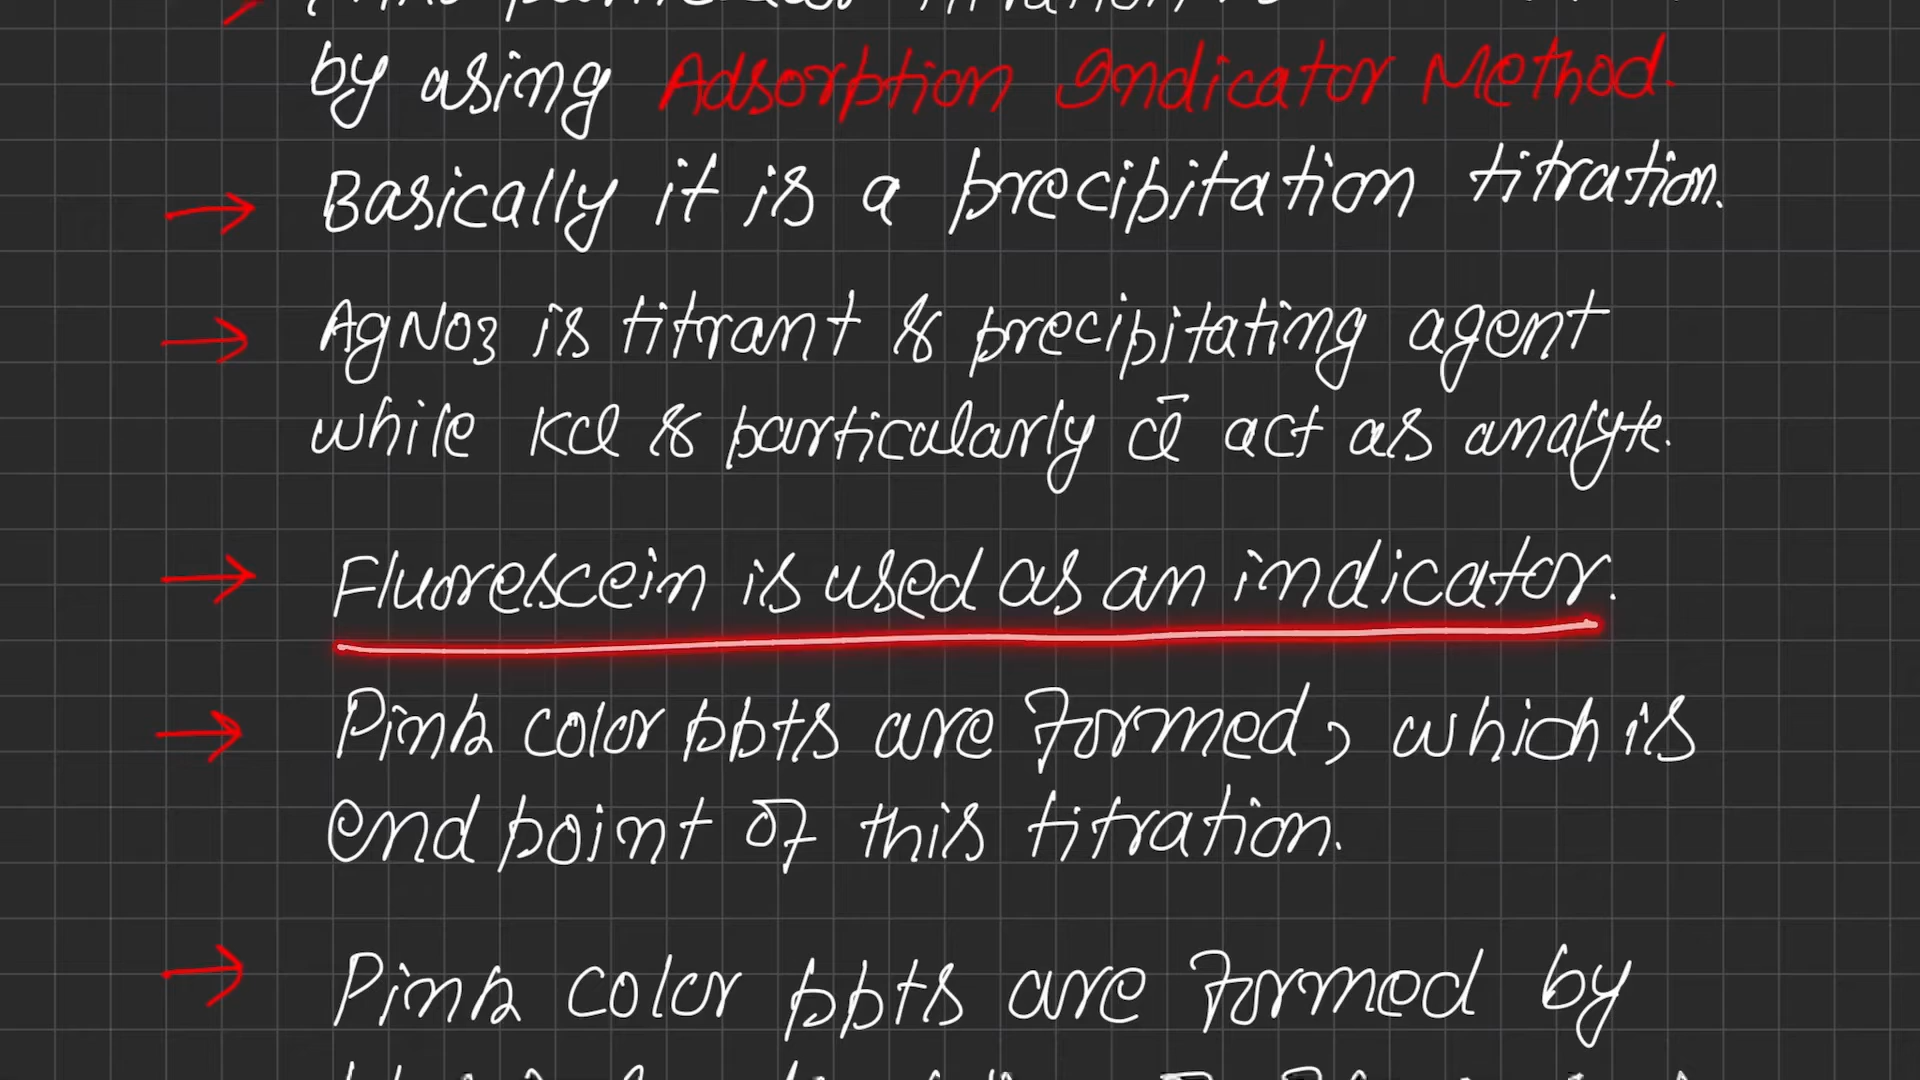 by using Adsorption Indicator Method.
Basically it is a precipitation titration.
AgNO3 is titrant & precipitating agent
while KCl & particularly Cl⁻ act as analyte.
Fluorescein is used as an indicator.
Pink color ppts are formed, which is
end point of this titration.
Pink color ppts are formed by